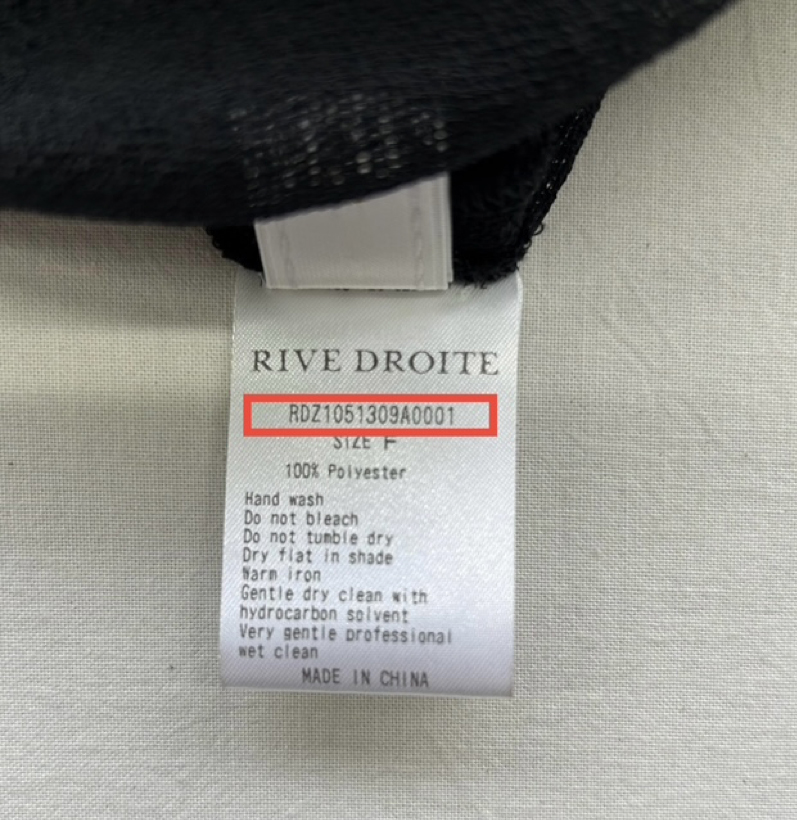 RIVE DROITE
RDZ1051309A0001
SIZE F
100% Polyester
Hand wash
Do not bleach
Do not tumble dry
Dry flat in shade
Warm iron
Gentle dry clean with
hydrocarbon solvent
Very gentle professional
wet clean
MADE IN CHINA